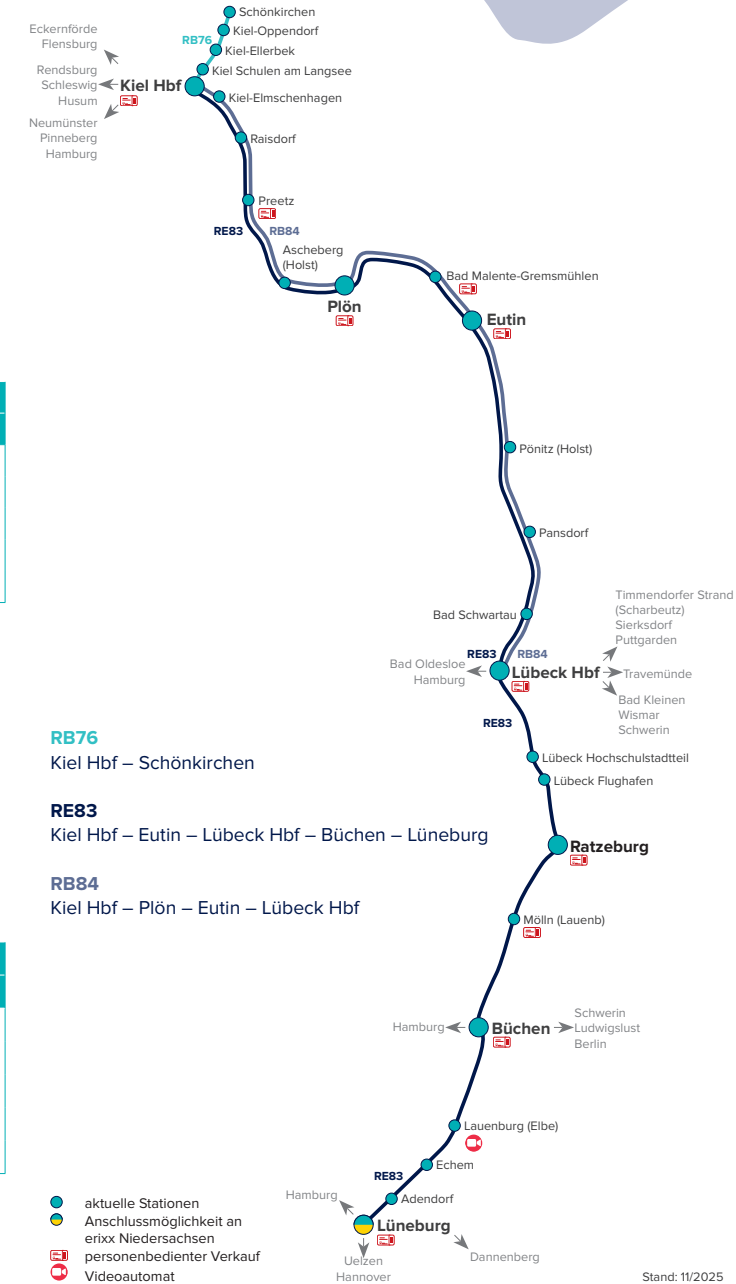 Schönkirchen
Kiel-Oppendorf
RB76
Kiel-Ellerbek
Kiel Schulen am Langsee
Eckernförde
Flensburg
Rendsburg
Schleswig
Husum
Kiel Hbf
Neumünster
Pinneberg
Hamburg
Kiel-Elmschenhagen
Raisdorf
Preetz
RE83
RB84
Ascheberg
(Holst)
Plön
Bad Malente-Gremsmühlen
Eutin
Pönitz (Holst)
Pansdorf
Bad Schwartau
Timmendorfer Strand
(Scharbeutz)
Sierksdorf
Puttgarden
RE83
RB84
Bad Oldesloe
Hamburg
Lübeck Hbf
Travemünde
Bad Kleinen
Wismar
Schwerin
RE83
Lübeck Hochschulstadtteil
Lübeck Flughafen
RB76
Kiel Hbf – Schönkirchen
RE83
Kiel Hbf – Eutin – Lübeck Hbf – Büchen – Lüneburg
RB84
Kiel Hbf – Plön – Eutin – Lübeck Hbf
Ratzeburg
Mölln (Lauenb)
Hamburg
Büchen
Schwerin
Ludwigslust
Berlin
Lauenburg (Elbe)
Echem
RE83
Adendorf
Hamburg
Lüneburg
Uelzen
Hannover
Dannenberg
aktuelle Stationen
Anschlussmöglichkeit an
erixx Niedersachsen
personenbedienter Verkauf
Videoautomat
Stand: 11/2025